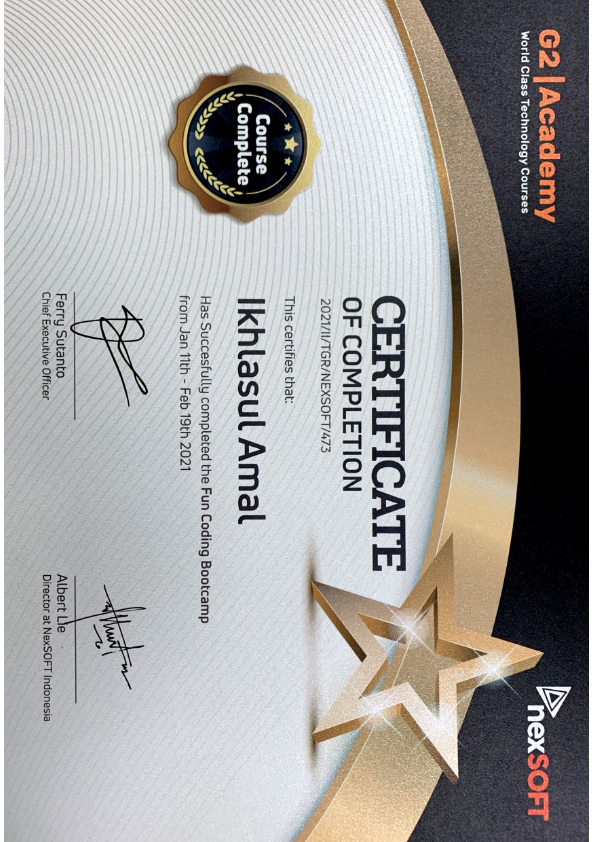 G2|Academy
World Class Technology Courses
nexSOFT
Course
Complete
CERTIFICATE
OF COMPLETION
2021/II/TGR/NEXSOFT/473
This certifies that:
Ikhlasul Amal
Has Succesfully completed the Fun Coding Bootcamp
from Jan 11th - Feb 19th 2021
Ferry Sutanto
Chief Executive Officer
Albert Lie
Director at NexSOFT Indonesia